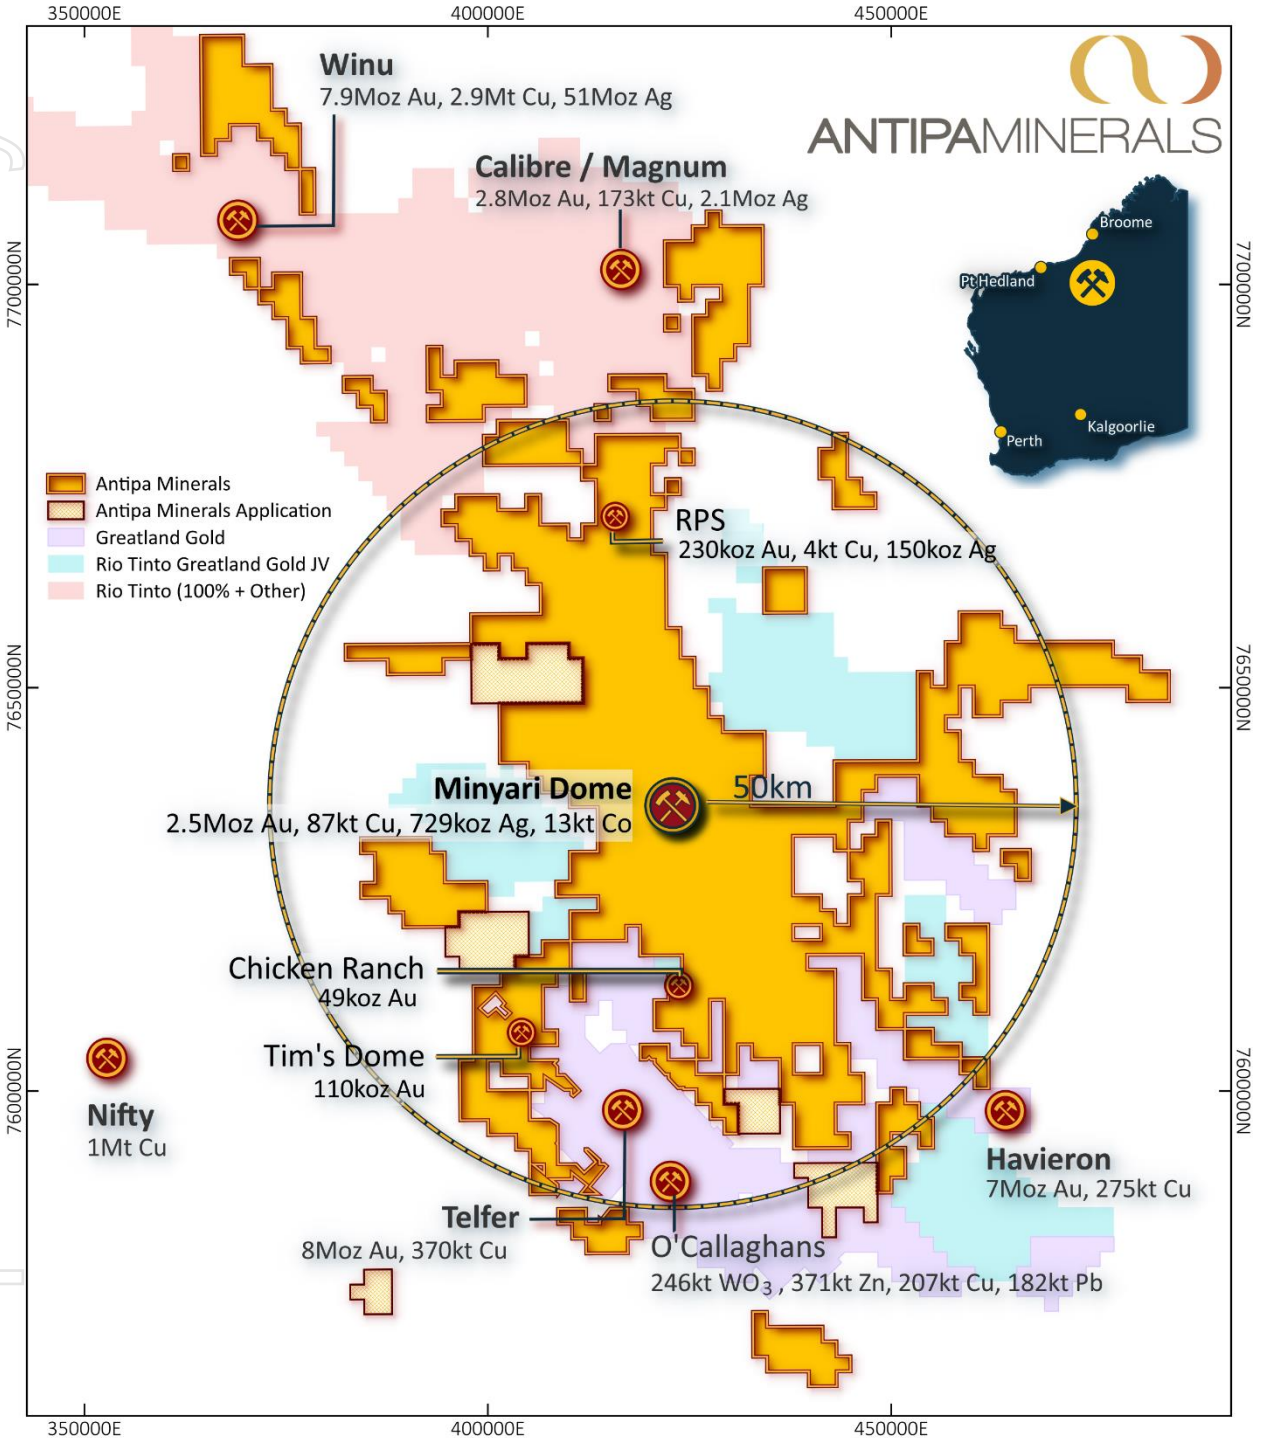 350000E
400000E
450000E
ANTIPAMINERALS
Winu
7.9Moz Au, 2.9Mt Cu, 51Moz Ag
Calibre / Magnum
2.8Moz Au, 173kt Cu, 2.1Moz Ag
Broome
Pt Hedland
Kalgoorlie
Perth
7700000N
7700000N
Antipa Minerals
Antipa Minerals Application
Greatland Gold
Rio Tinto Greatland Gold JV
Rio Tinto (100% + Other)
RPS
230koz Au, 4kt Cu, 150koz Ag
7650000N
7650000N
Minyari Dome
2.5Moz Au, 87kt Cu, 729koz Ag, 13kt Co
50km
Chicken Ranch
49koz Au
Tim's Dome
110koz Au
7600000N
7600000N
Nifty
1Mt Cu
Havieron
7Moz Au, 275kt Cu
Telfer
8Moz Au, 370kt Cu
O'Callaghans
246kt WO₃ , 371kt Zn, 207kt Cu, 182kt Pb
350000E
400000E
450000E